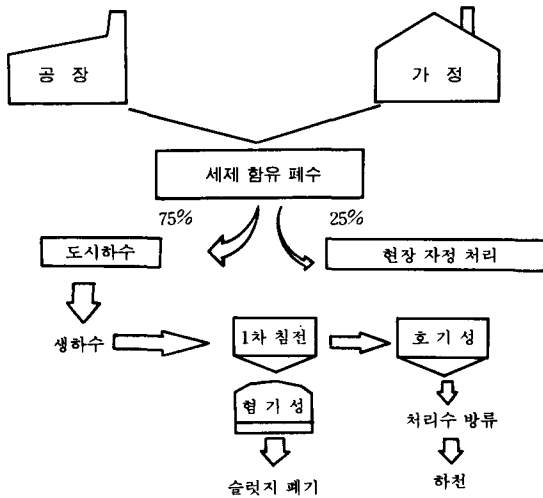 공 장
가 정
세제 함유 폐수
75%
25%
도시하수
현장 자정 처리
생하수
1차 침전
호 기 성
혐 기 성
처리수 방류
슬럿지 폐기
하천